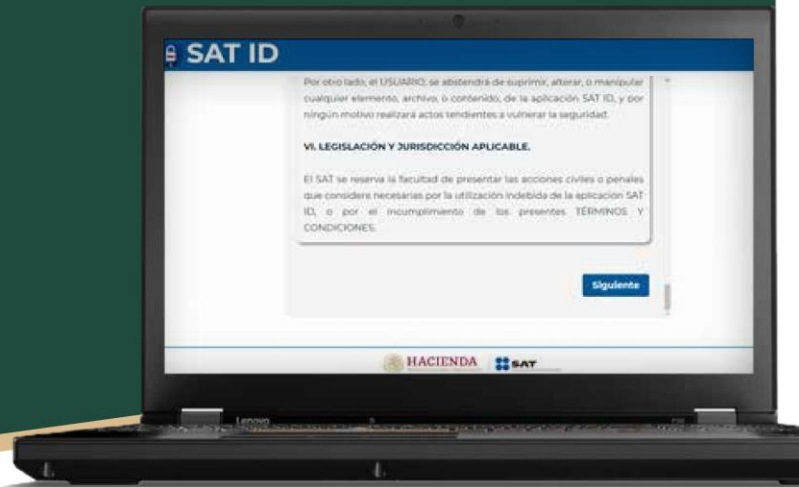 SAT ID
Por otro lado, el USUARIO, se abstendrá de suprimir, alterar, o manipular
cualquier elemento, archivo, o contenido, de la aplicación SAT ID, y por
ningún motivo realizará actos tendientes a vulnerar la seguridad.
VI. LEGISLACIÓN Y JURISDICCIÓN APLICABLE.
El SAT se reserva la facultad de presentar las acciones civiles o penales
que considere necesarias por la utilización indebida de la aplicación SAT
ID, o por el incumplimiento de los presentes TÉRMINOS Y
CONDICIONES.
Siguiente
HACIENDA SAT
Lenovo